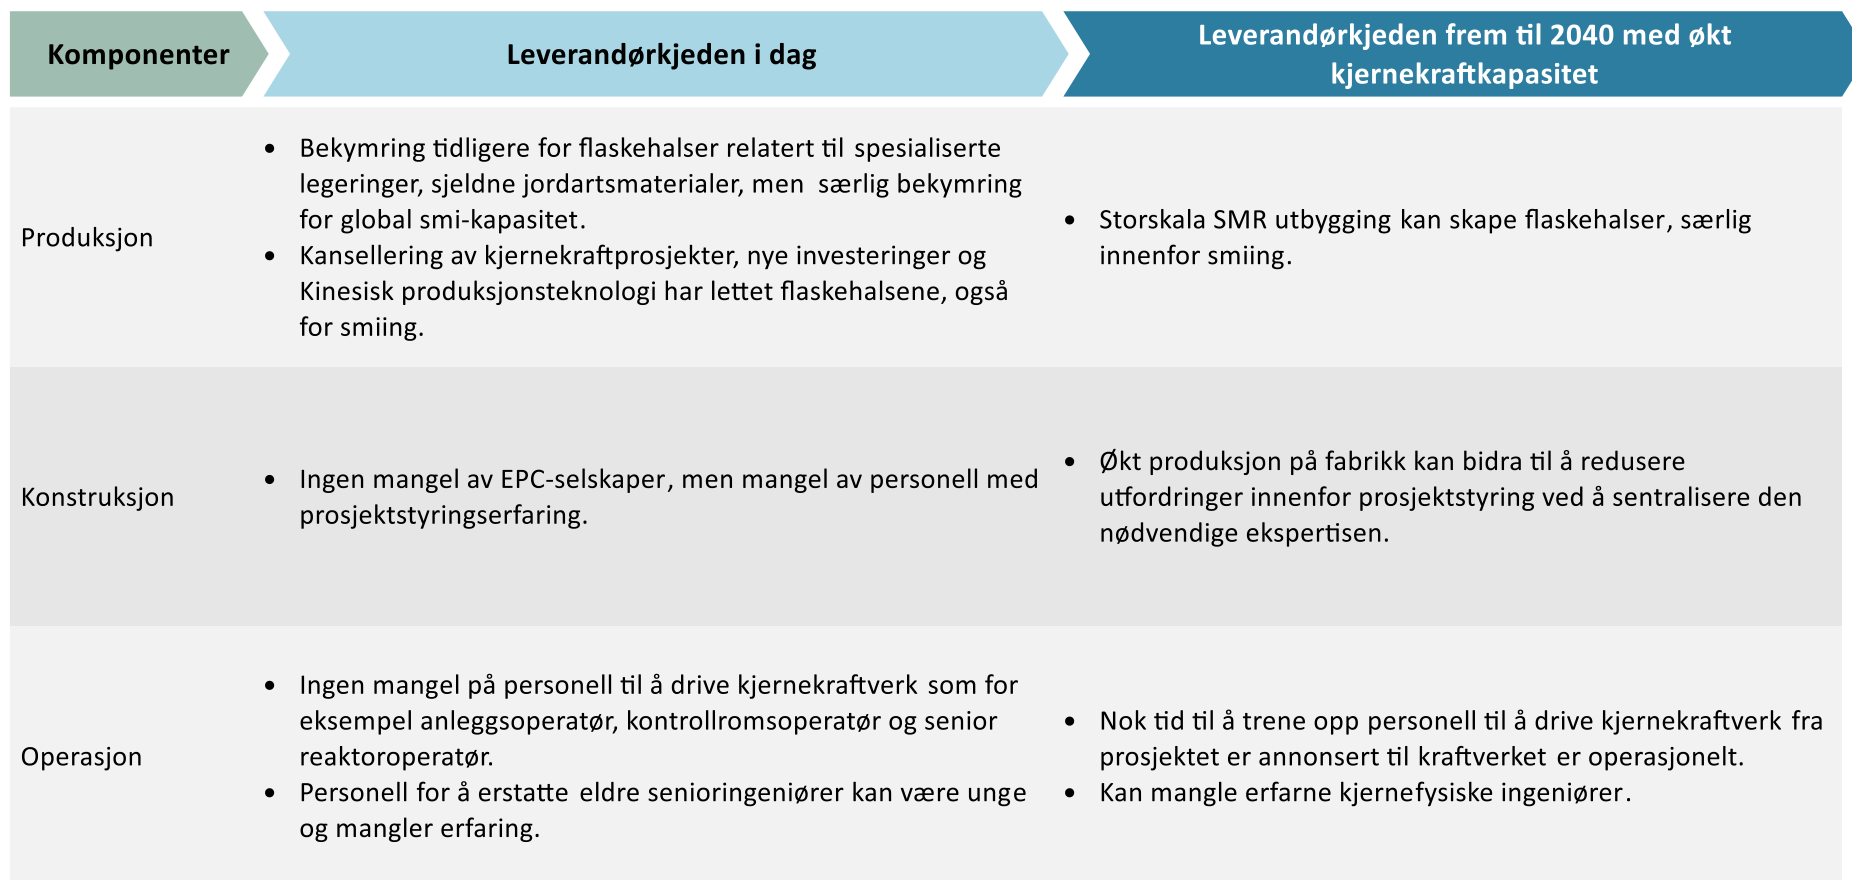 Komponenter
Leverandørkjeden i dag
Leverandørkjeden frem til 2040 med økt
kjernekraftkapasitet
Produksjon
• Bekymring tidligere for flaskehalser relatert til spesialiserte
legeringer, sjeldne jordartsmaterialer, men særlig bekymring
for global smi-kapasitet.
• Kansellering av kjernekraftprosjekter, nye investeringer og
Kinesisk produksjonsteknologi har lettet flaskehalsene, også
for smiing.
• Storskala SMR utbygging kan skape flaskehalser, særlig
innenfor smiing.
Konstruksjon
• Ingen mangel av EPC-selskaper, men mangel av personell med
prosjektstyringserfaring.
• Økt produksjon på fabrikk kan bidra til å redusere
utfordringer innenfor prosjektstyring ved å sentralisere den
nødvendige ekspertisen.
Operasjon
• Ingen mangel på personell til å drive kjernekraftverk som for
eksempel anleggsoperatør, kontrollromsoperatør og senior
reaktoroperatør.
• Personell for å erstatte eldre senioringeniører kan være unge
og mangler erfaring.
• Nok tid til å trene opp personell til å drive kjernekraftverk fra
prosjektet er annonsert til kraftverket er operasjonelt.
• Kan mangle erfarne kjernefysiske ingeniører.